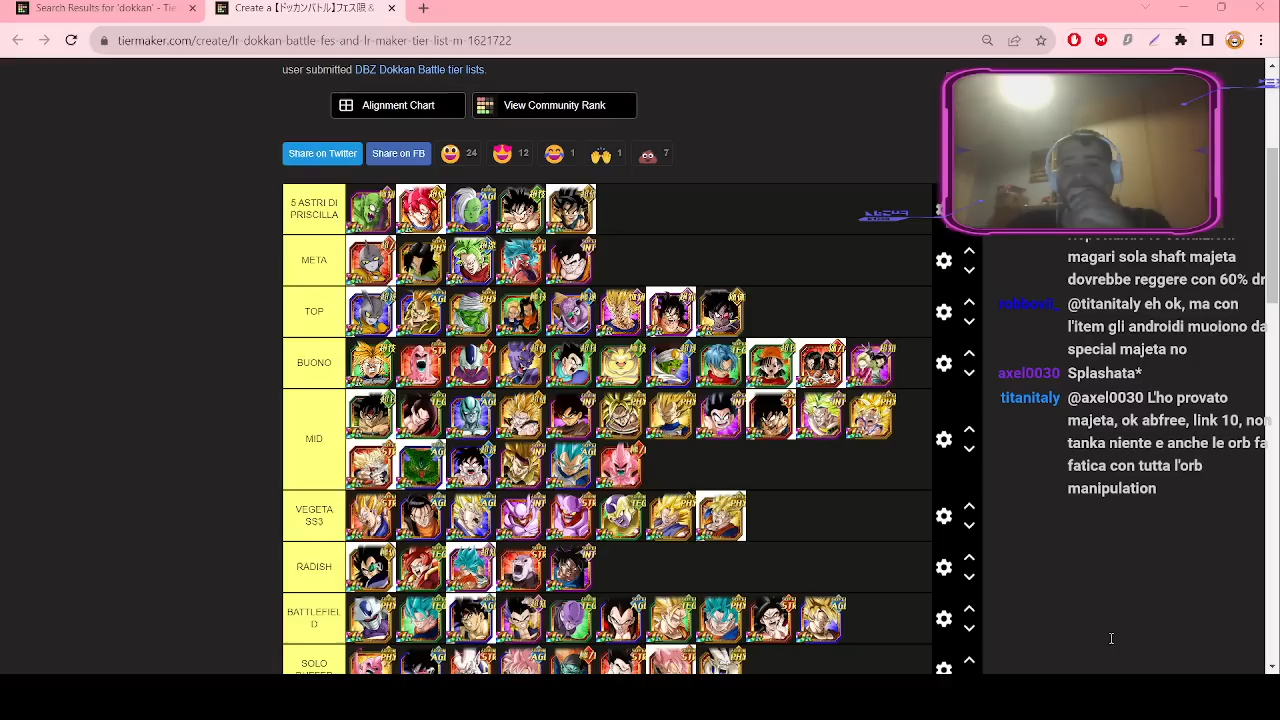 Search Results for 'dokkan' - Tie
Create a 【ドッカンバトル】フェス限 &
tiermaker.com/create/lr-dokkan-battle-fes-and-lr-maker-tier-list-m-1621722
user submitted DBZ Dokkan Battle tier lists.
Alignment Chart
View Community Rank
Share on Twitter
Share on FB
24
12
1
1
7
5 ASTRI DI
PRISCILLA
META
TOP
BUONO
MID
VEGETA
SS3
RADISH
BATTLEFIEL
D
SOLO
magari sola shaft majeta
dovrebbe reggere con 60% dr
@titanitaly eh ok, ma con
l'item gli androidi muoiono da
special majeta no
axel0030 Splashata*
titanitaly @axel0030 L'ho provato
majeta, ok abfree, link 10, non
tanka niente e anche le orb fa
fatica con tutta l'orb
manipulation